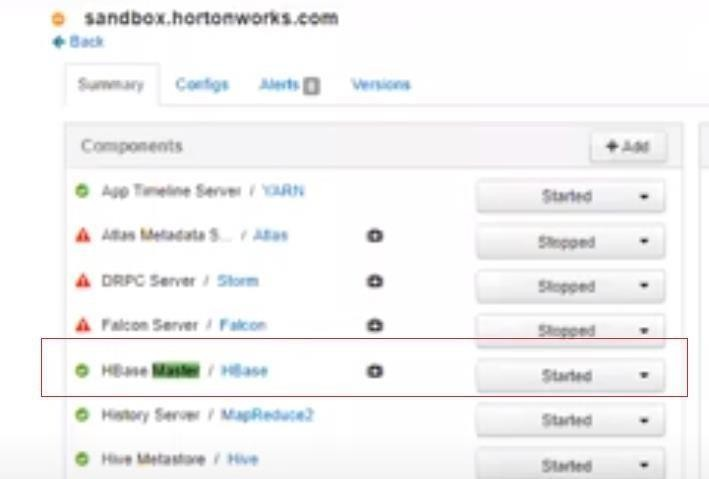 sandbox.hortonworks.com
Back
Summary Configs Alerts 0 Versions
Components Add
App Timeline Server / YARN Started
Atlas Metadata S... / Atlas Stopped
DRPC Server / Storm Stopped
Falcon Server / Falcon Stopped
HBase Master / HBase Started
History Server / MapReduce2 Started
Hive Metastore / Hive Started